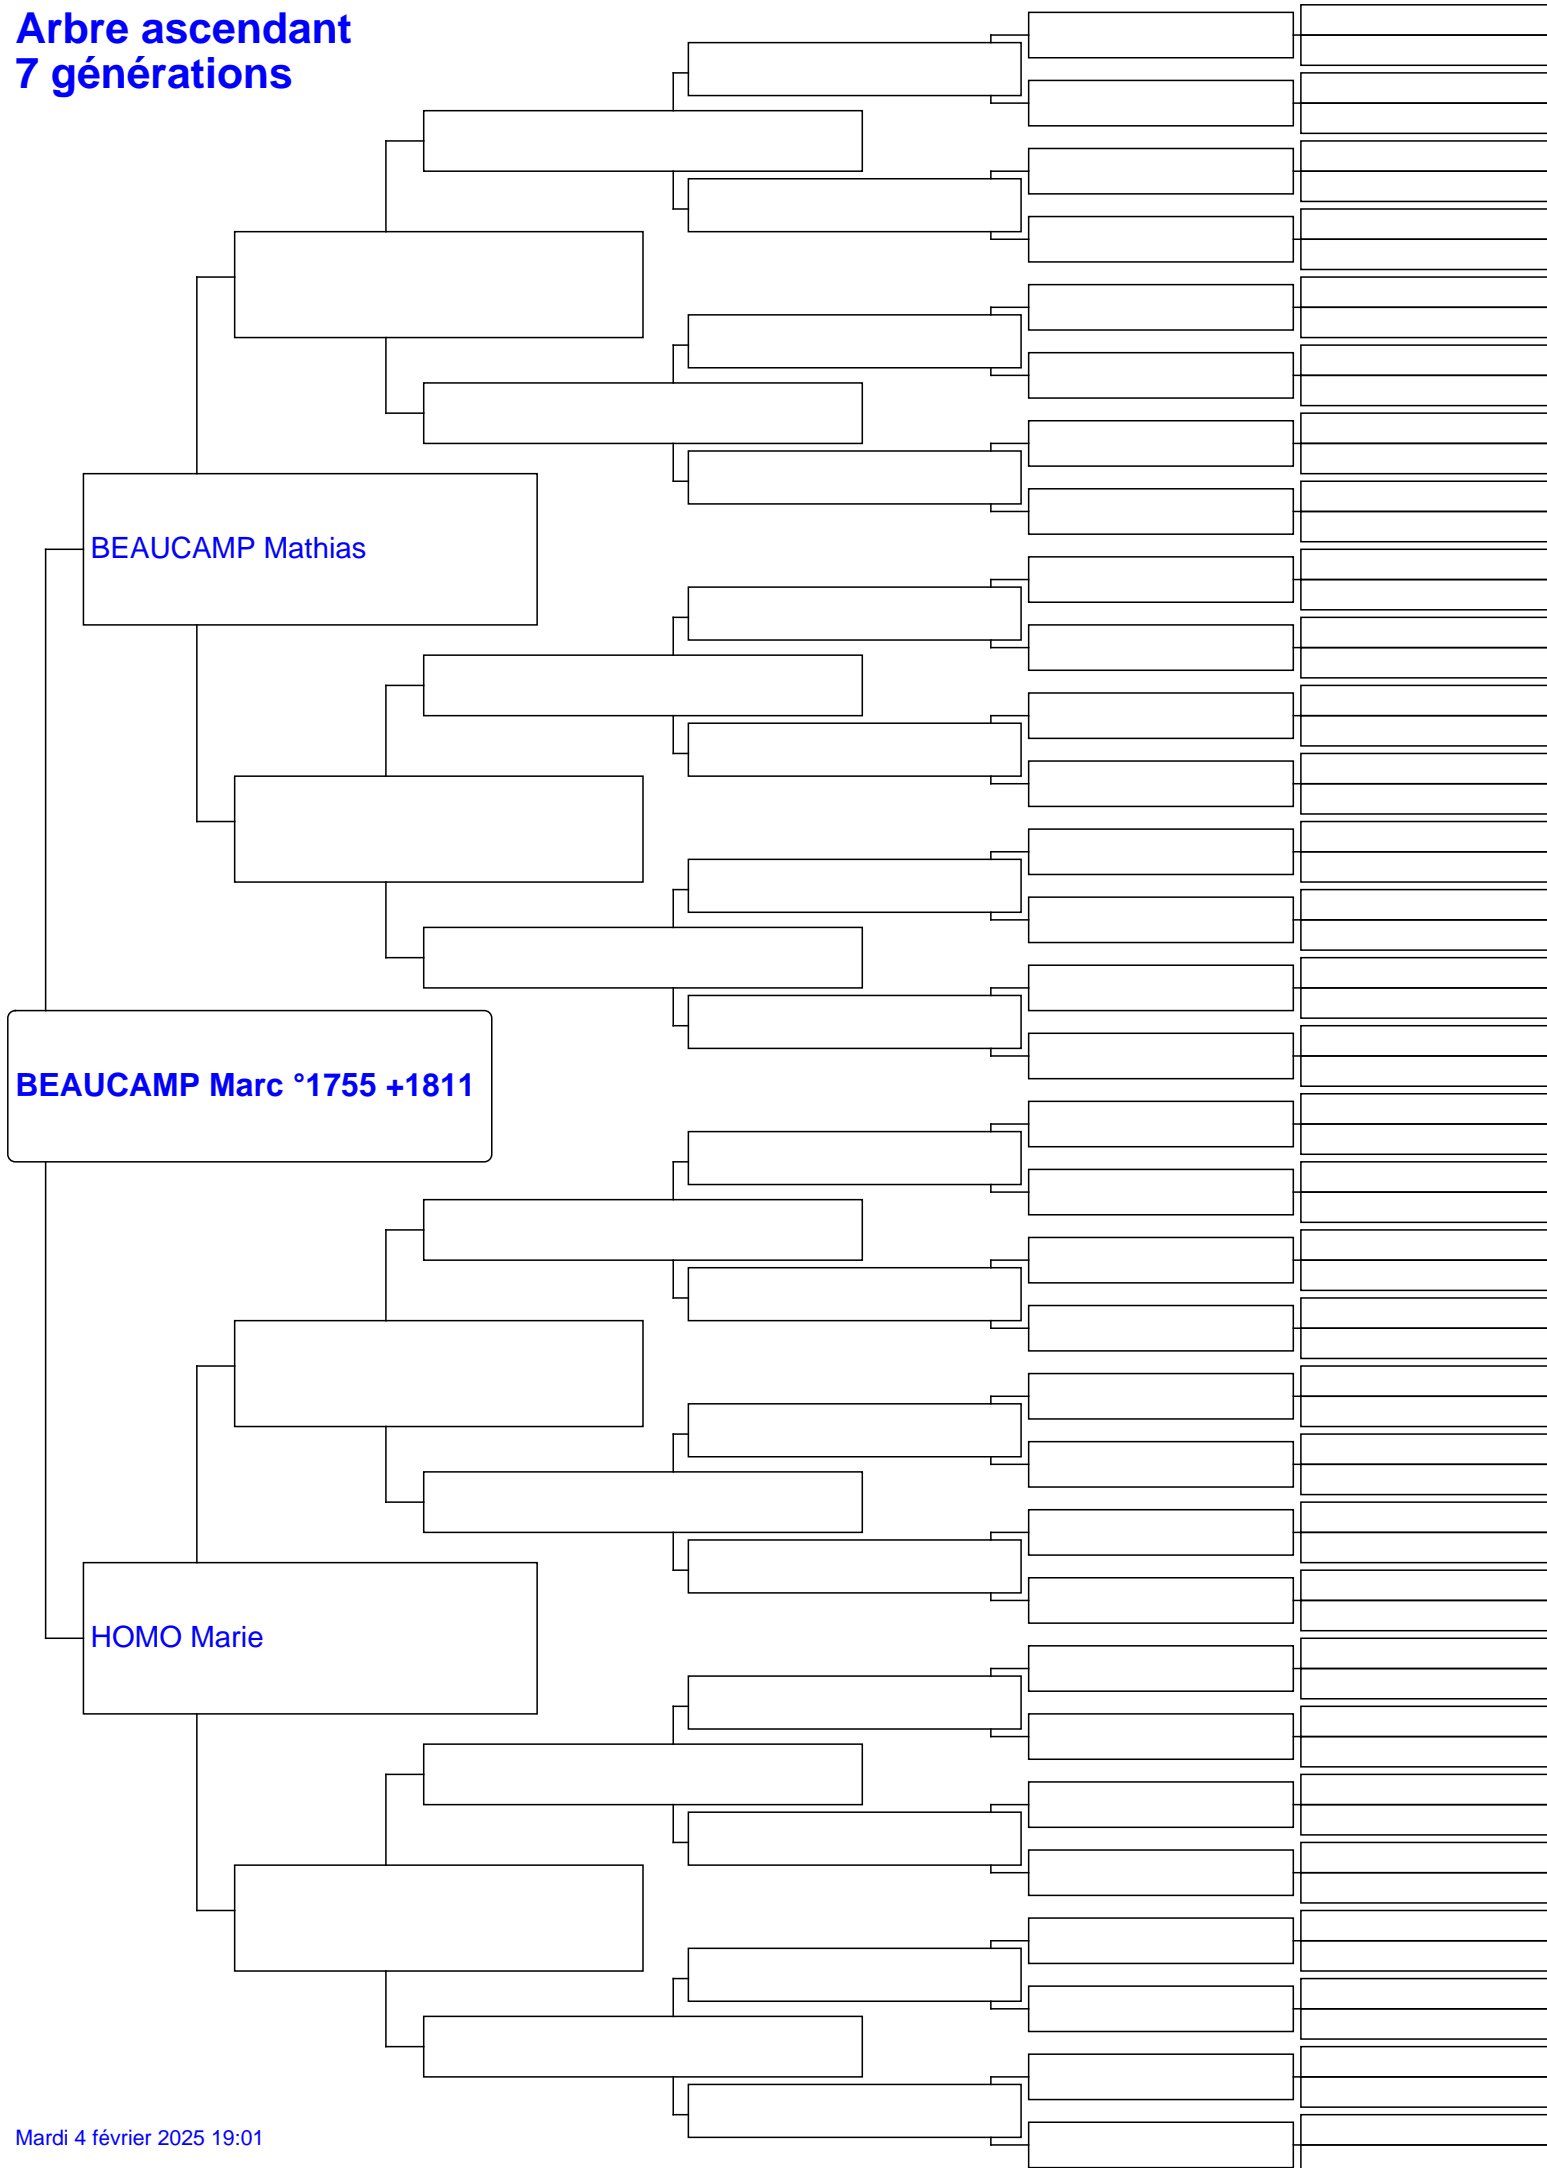 Arbre ascendant
7 générations
BEAUCAMP Mathias
BEAUCAMP Marc °1755 +1811
HOMO Marie
Mardi 4 février 2025 19:01